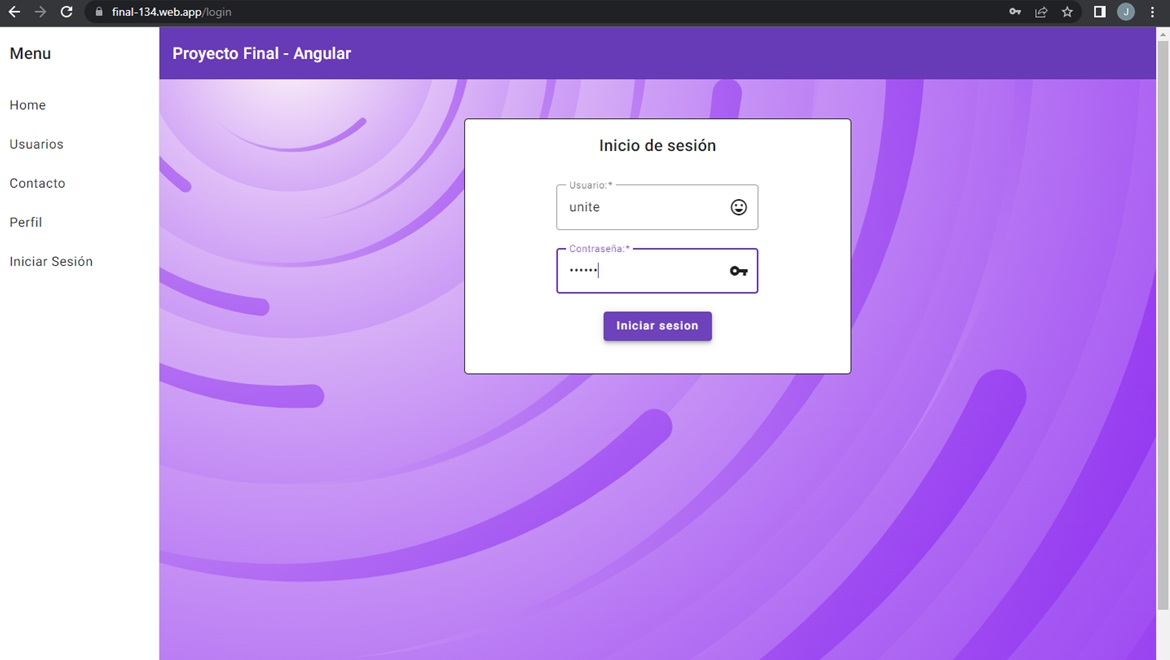 final-134.web.app/login
J
Menu
Proyecto Final - Angular
Home
Usuarios
Contacto
Perfil
Iniciar Sesión
Inicio de sesión
Usuario:*
unite
Contraseña:*
••••••
Iniciar sesion